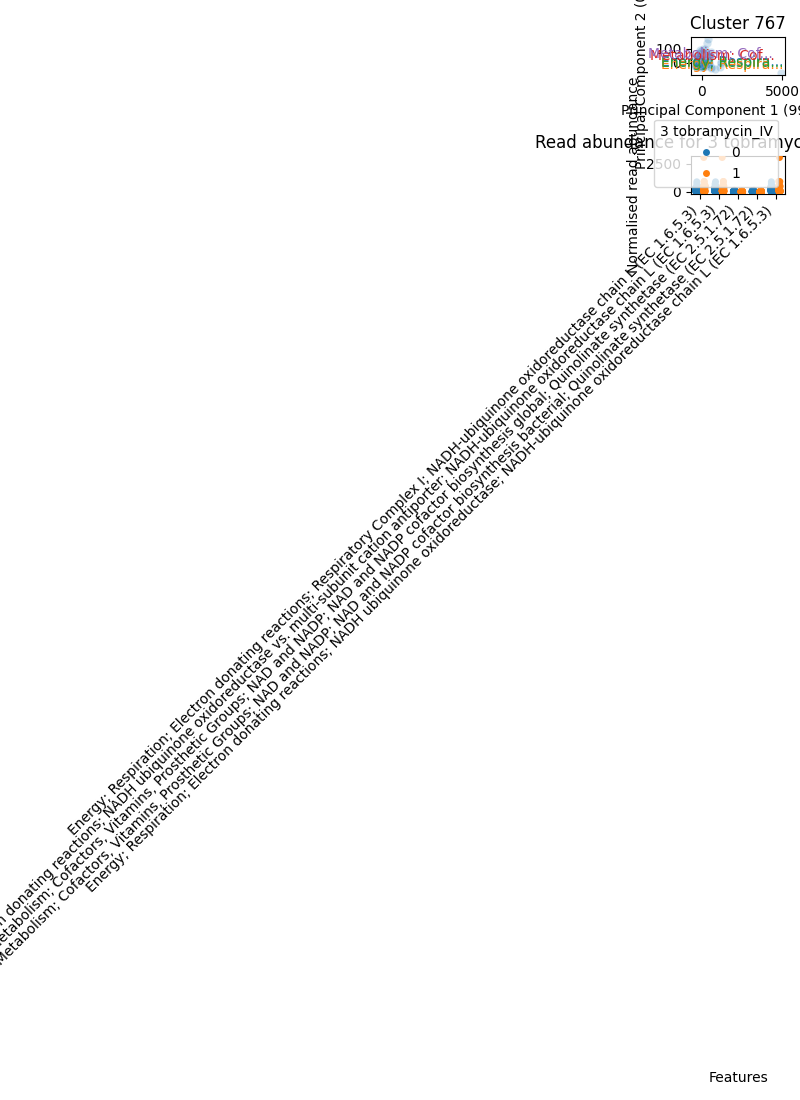 Cluster 767
Principal Component 2 (
100
0
Metabolism; Cof...
Metabolism; Cof...
Energy; Respira...
Energy; Respira...
0
5000
Principal Component 1 (99
Read abundance for 3 tobramyc
Normalised read abundance
3 tobramycin_IV
0
1
2500
0
Energy; Respiration; Electron donating reactions; Respiratory Complex I; NADH-ubiquinone oxidoreductase chain L (EC 1.6.5.3)
n donating reactions; NADH ubiquinone oxidoreductase vs. multi-subunit cation antiporter; NADH-ubiquinone oxidoreductase chain L (EC 1.6.5.3)
etabolism; Cofactors, Vitamins, Prosthetic Groups; NAD and NADP; NAD and NADP cofactor biosynthesis global; Quinolinate synthetase (EC 2.5.1.72)
Metabolism; Cofactors, Vitamins, Prosthetic Groups; NAD and NADP; NAD and NADP cofactor biosynthesis bacterial; Quinolinate synthetase (EC 2.5.1.72)
Energy; Respiration; Electron donating reactions; NADH ubiquinone oxidoreductase; NADH-ubiquinone oxidoreductase chain L (EC 1.6.5.3)
Features